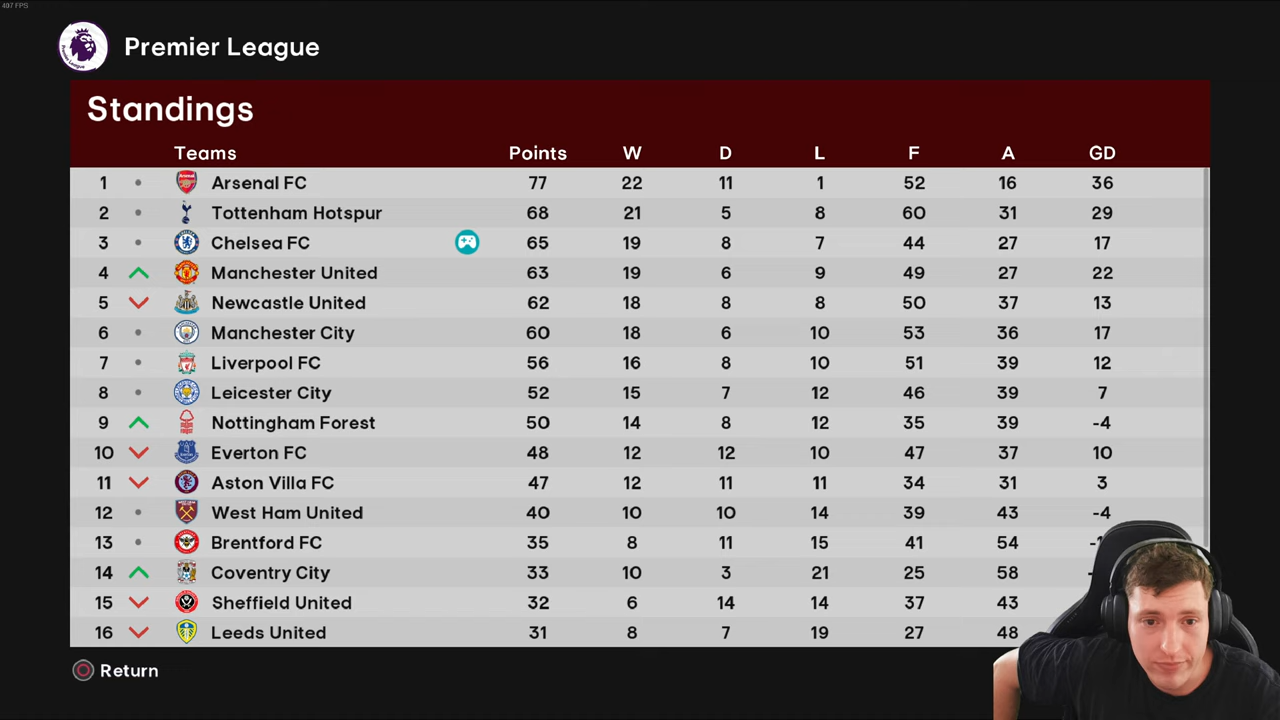 407 FPS
Premier League
Standings
Teams Points W D L F A GD
1 Arsenal FC 77 22 11 1 52 16 36
2 Tottenham Hotspur 68 21 5 8 60 31 29
3 Chelsea FC 65 19 8 7 44 27 17
4 Manchester United 63 19 6 9 49 27 22
5 Newcastle United 62 18 8 8 50 37 13
6 Manchester City 60 18 6 10 53 36 17
7 Liverpool FC 56 16 8 10 51 39 12
8 Leicester City 52 15 7 12 46 39 7
9 Nottingham Forest 50 14 8 12 35 39 -4
10 Everton FC 48 12 12 10 47 37 10
11 Aston Villa FC 47 12 11 11 34 31 3
12 West Ham United 40 10 10 14 39 43 -4
13 Brentford FC 35 8 11 15 41 54
14 Coventry City 33 10 3 21 25 58
15 Sheffield United 32 6 14 14 37 43
16 Leeds United 31 8 7 19 27 48
Return